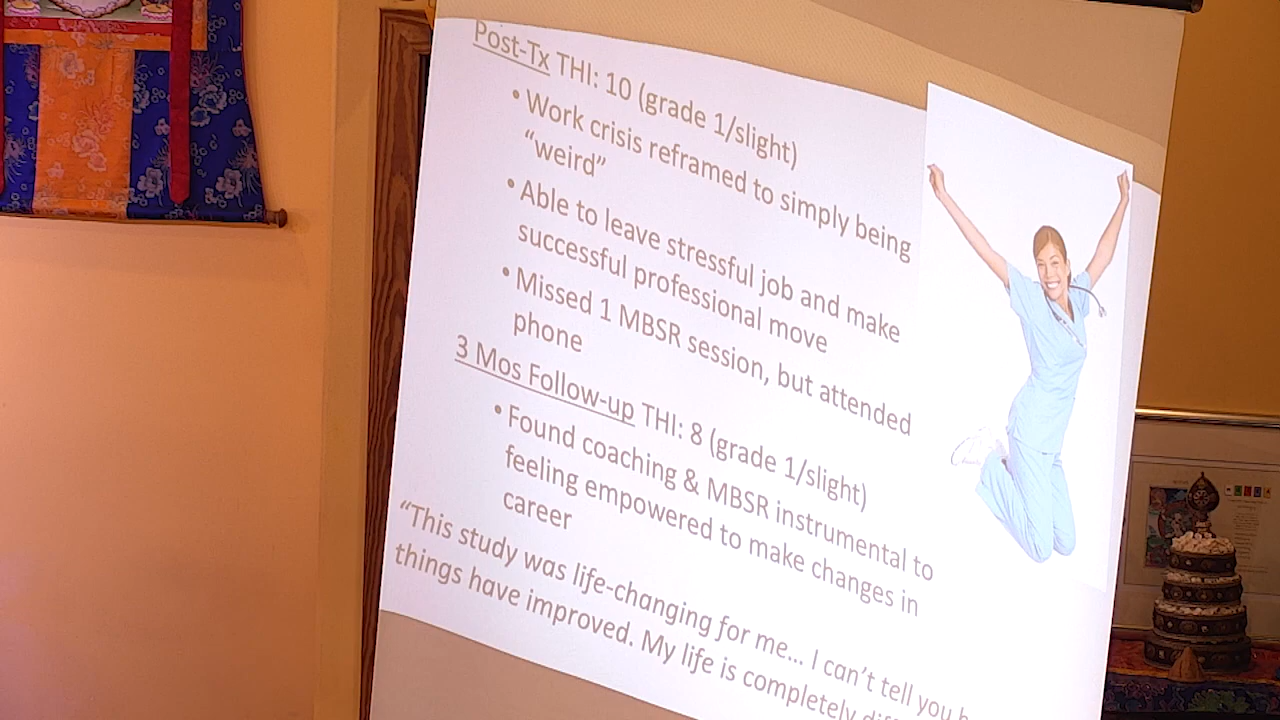 Post-Tx THI: 10 (grade 1/slight)
• Work crisis reframed to simply being
“weird”
• Able to leave stressful job and make
successful professional move
• Missed 1 MBSR session, but attended
phone
3 Mos Follow-up THI: 8 (grade 1/slight)
• Found coaching & MBSR instrumental to
feeling empowered to make changes in
career
“This study was life-changing for me... I can’t tell you
things have improved. My life is completely